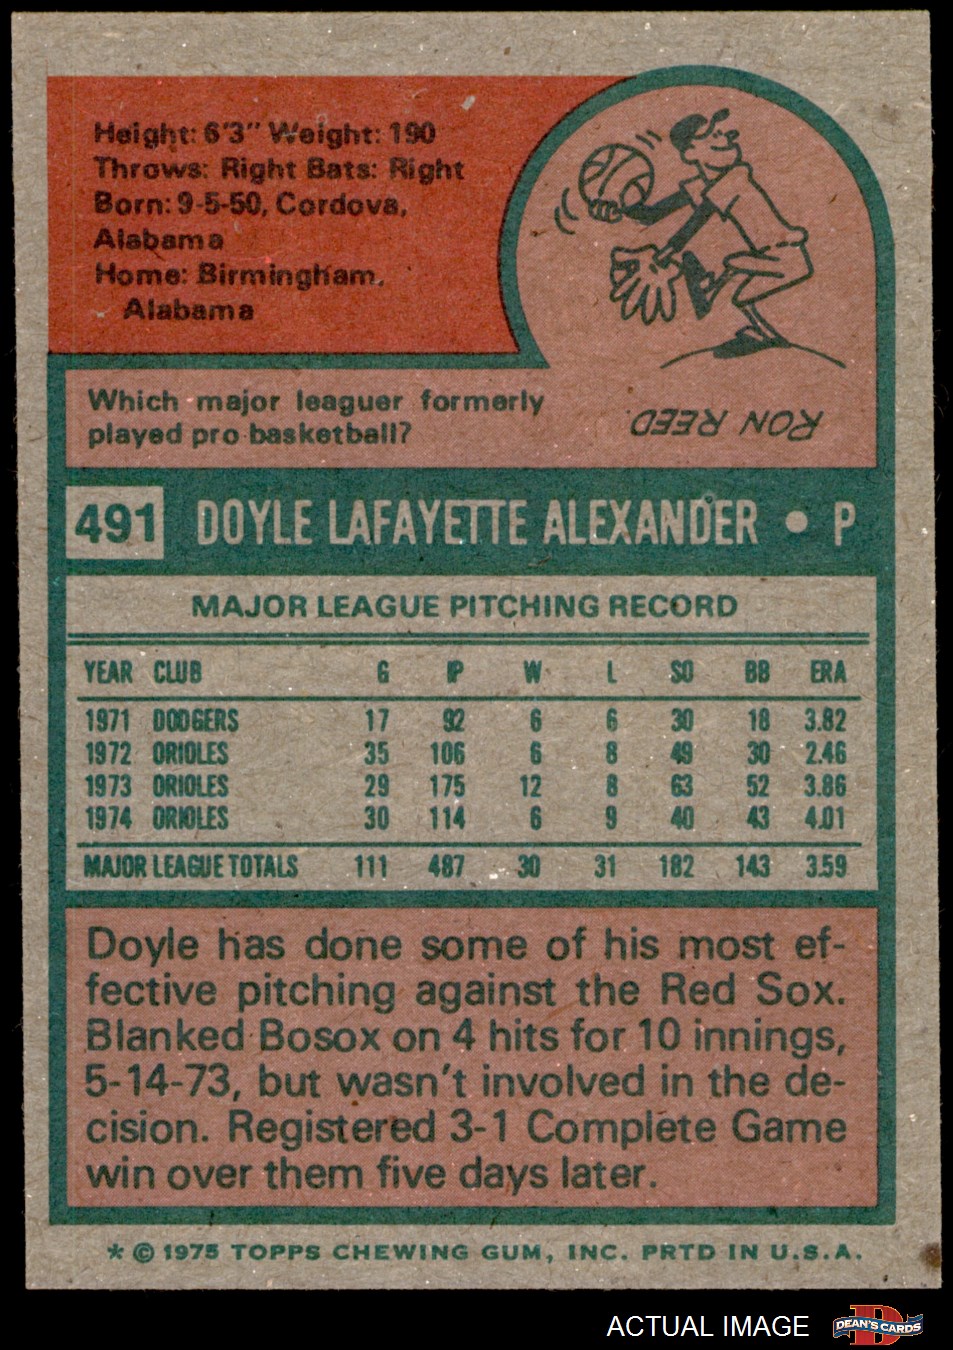 Height: 6'3" Weight: 190
Throws: Right Bats: Right
Born: 9-5-50, Cordova,
Alabama
Home: Birmingham,
Alabama
Which major leaguer formerly
played pro basketball?
RON REED.
491 DOYLE LAFAYETTE ALEXANDER • P
MAJOR LEAGUE PITCHING RECORD
YEAR CLUB G IP W L SO BB ERA
1971 DODGERS 17 92 6 6 30 18 3.82
1972 ORIOLES 35 106 6 8 49 30 2.46
1973 ORIOLES 29 175 12 8 63 52 3.86
1974 ORIOLES 30 114 6 9 40 43 4.01
MAJOR LEAGUE TOTALS 111 487 30 31 182 143 3.59
Doyle has done some of his most ef-
fective pitching against the Red Sox.
Blanked Bosox on 4 hits for 10 innings,
5-14-73, but wasn't involved in the de-
cision. Registered 3-1 Complete Game
win over them five days later.
* © 1975 TOPPS CHEWING GUM, INC. PRTD IN U.S.A.
ACTUAL IMAGE
D
DEAN'S CARDS